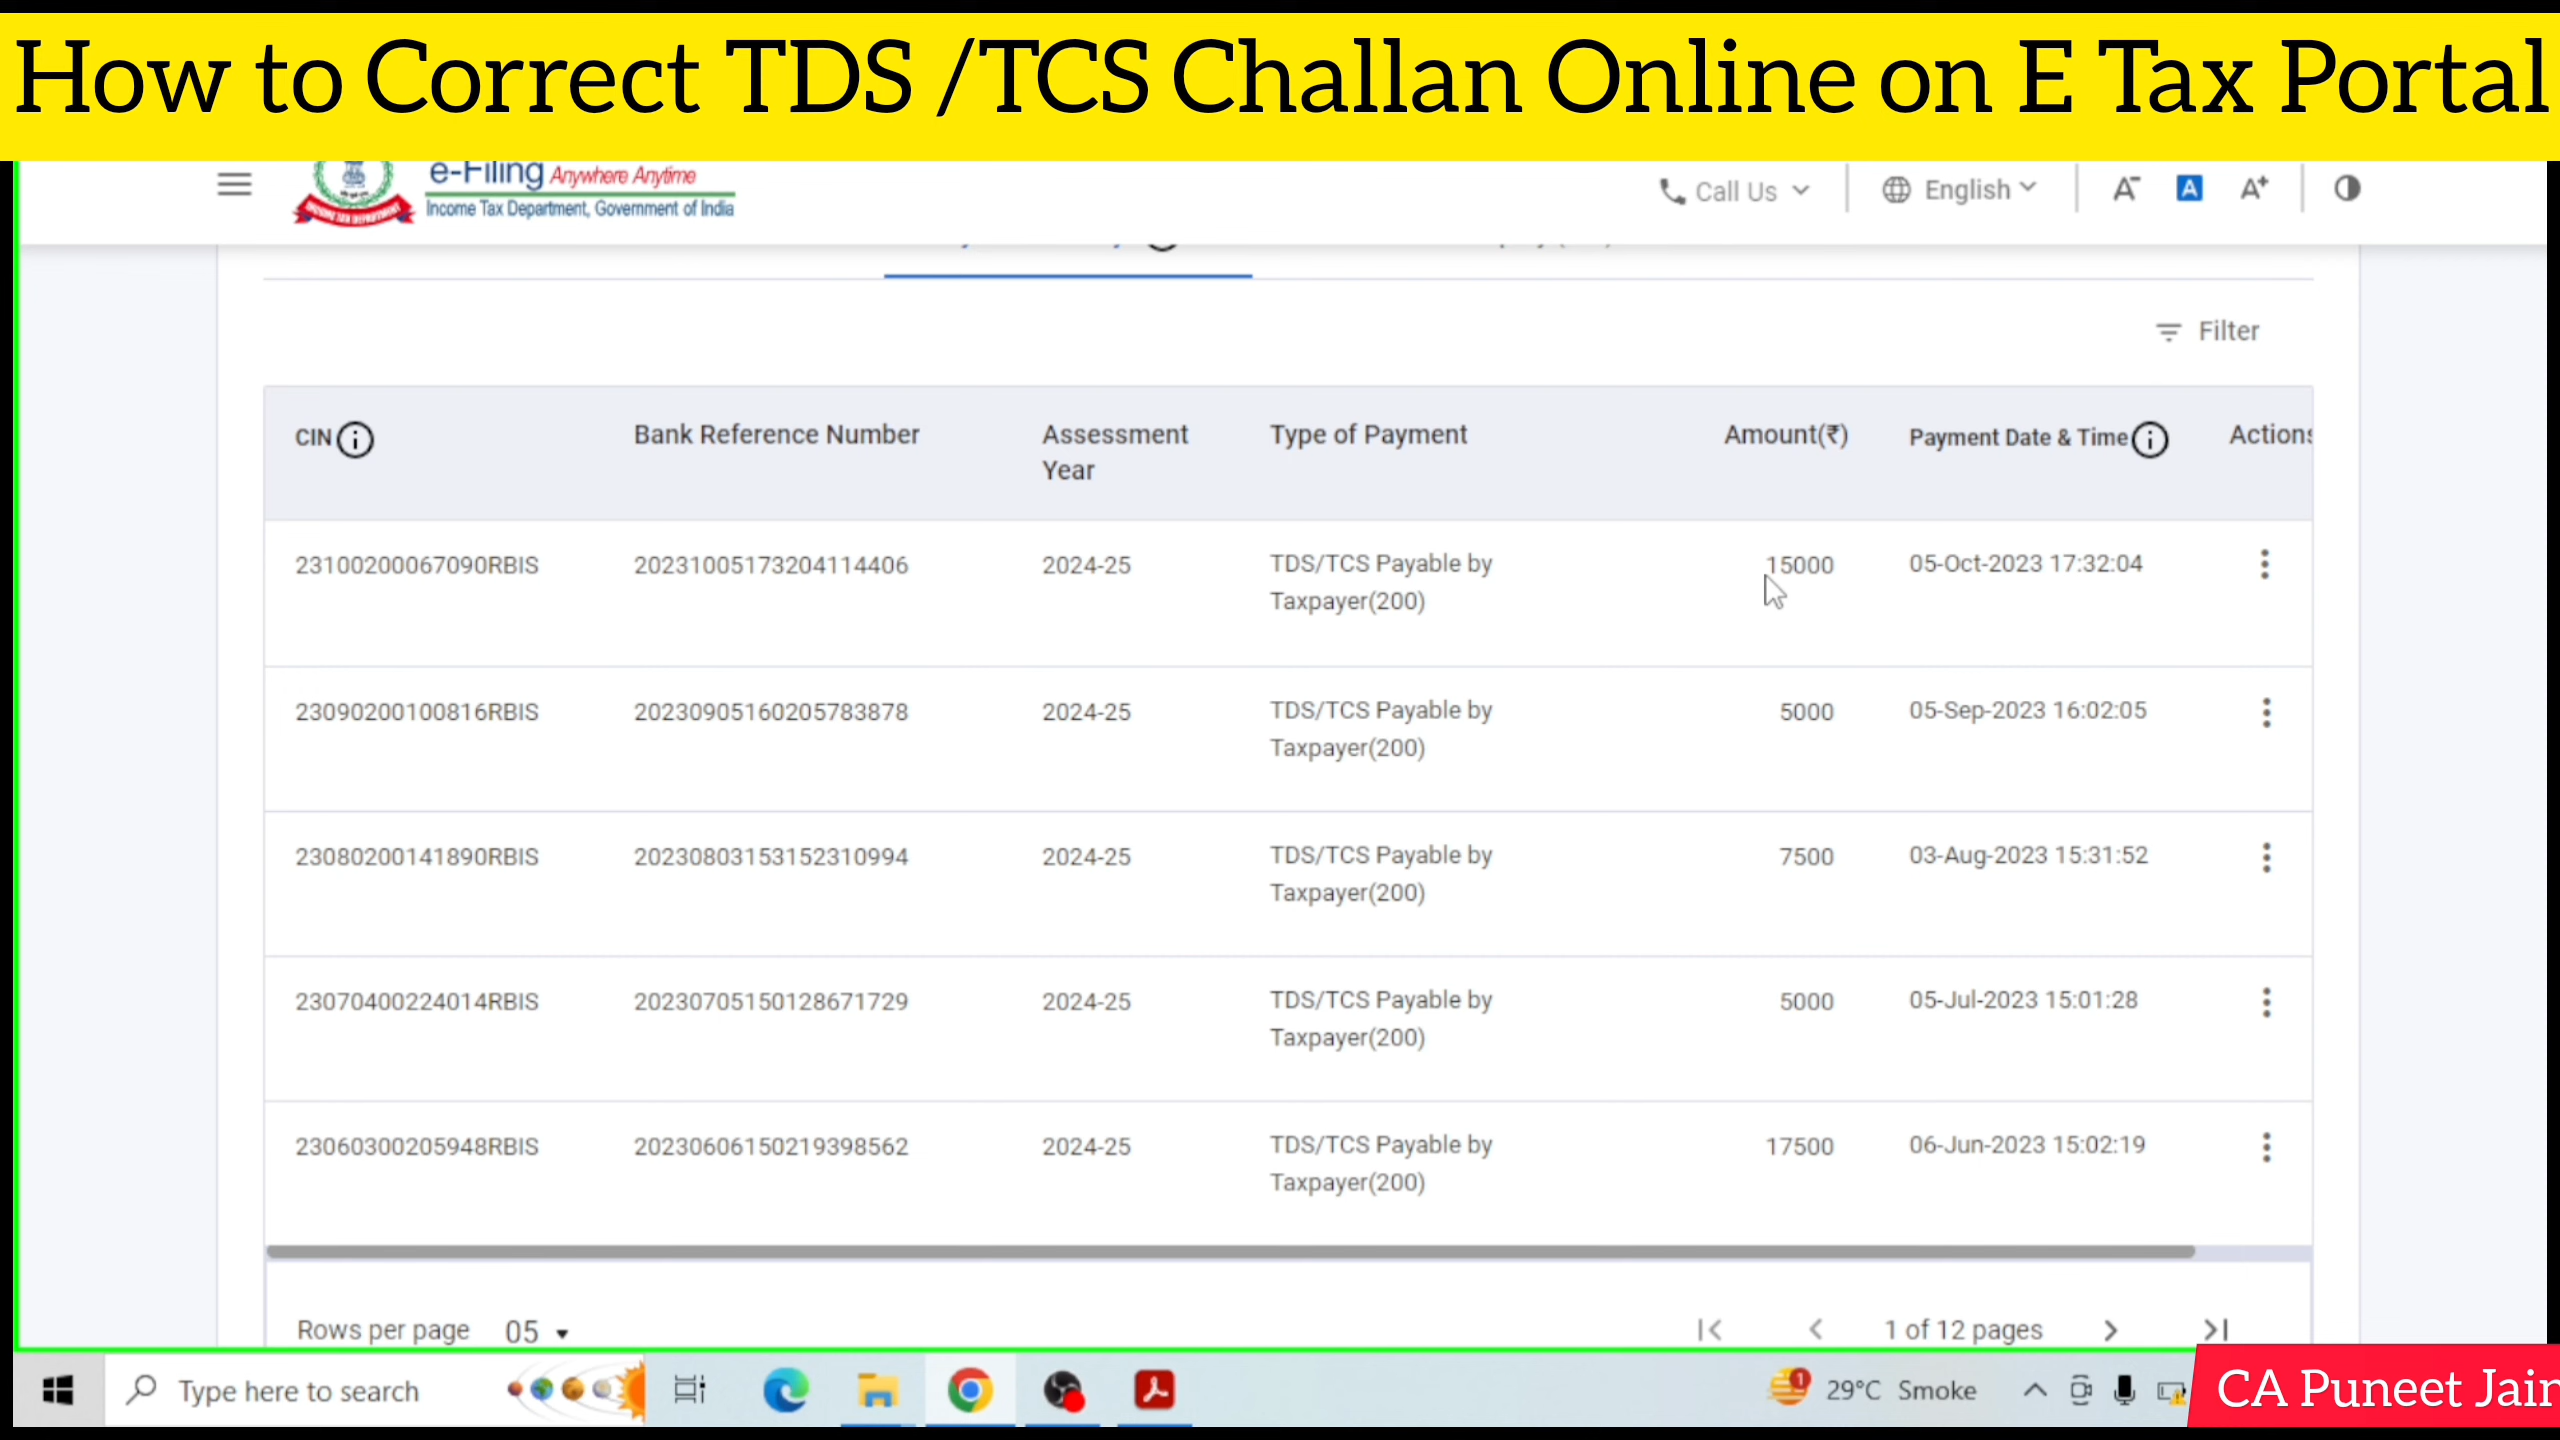 How to Correct TDS /TCS Challan Online on E Tax Portal
e-Filing Anywhere Anytime
Income Tax Department, Government of India
Call Us
English
A- A A+
Filter
CIN Bank Reference Number Assessment Year Type of Payment Amount(₹) Payment Date & Time Actions
23100200067090RBIS 20231005173204114406 2024-25 TDS/TCS Payable by 15000 05-Oct-2023 17:32:04
Taxpayer(200)
23090200100816RBIS 20230905160205783878 2024-25 TDS/TCS Payable by 5000 05-Sep-2023 16:02:05
Taxpayer(200)
23080200141890RBIS 20230803153152310994 2024-25 TDS/TCS Payable by 7500 03-Aug-2023 15:31:52
Taxpayer(200)
23070400224014RBIS 20230705150128671729 2024-25 TDS/TCS Payable by 5000 05-Jul-2023 15:01:28
Taxpayer(200)
23060300205948RBIS 20230606150219398562 2024-25 TDS/TCS Payable by 17500 06-Jun-2023 15:02:19
Taxpayer(200)
Rows per page 05 1 of 12 pages
Type here to search 1 29°C Smoke
CA Puneet Jain